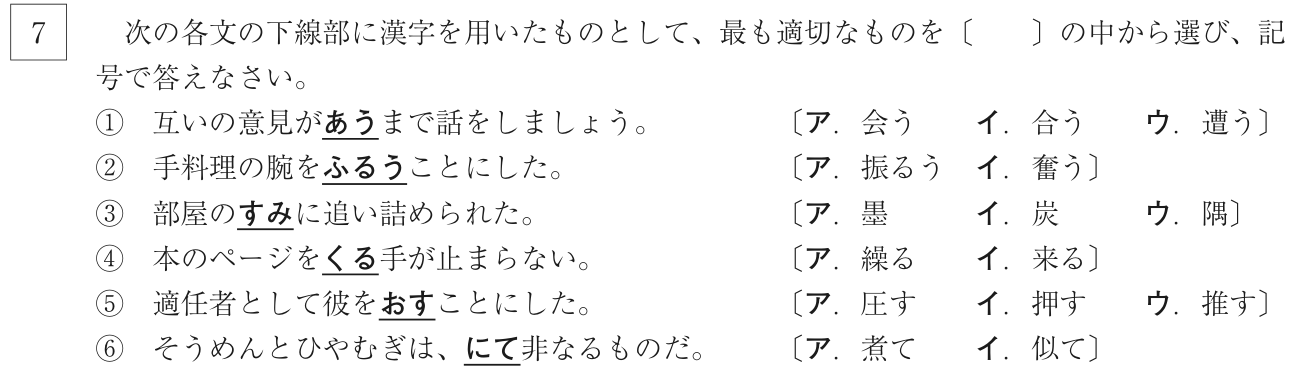 7 次の各文の下線部に漢字を用いたものとして、最も適切なものを〔　　〕の中から選び、記
号で答えなさい。
① 互いの意見があうまで話をしましょう。 〔ア．会う　イ．合う　ウ．遭う〕
② 手料理の腕をふるうことにした。 〔ア．振るう　イ．奮う〕
③ 部屋のすみに追い詰められた。 〔ア．墨　イ．炭　ウ．隅〕
④ 本のページをくる手が止まらない。 〔ア．繰る　イ．来る〕
⑤ 適任者として彼をおすことにした。 〔ア．圧す　イ．押す　ウ．推す〕
⑥ そうめんとひやむぎは、にて非なるものだ。 〔ア．煮て　イ．似て〕